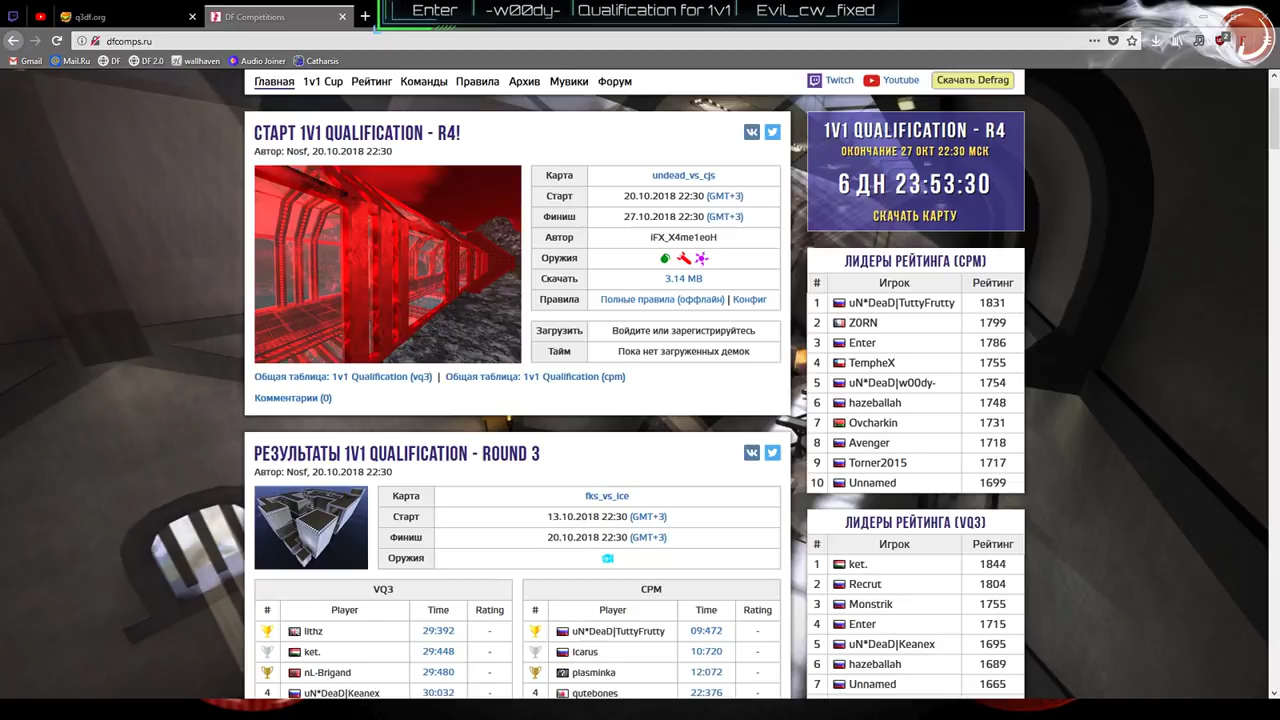 Enter -w00dy- Qualification for 1v1 Evil_cw_fixed
q3df.org DF Competitions
dfcomps.ru
Gmail Mail.Ru DF DF 2.0 wallhaven Audio Joiner Catharsis
Главная 1v1 Cup Рейтинг Команды Правила Архив Мувики Форум Twitch Youtube Скачать Defrag
СТАРТ 1V1 QUALIFICATION - R4!
Автор: Nosf, 20.10.2018 22:30
Карта undead_vs_cjs
Старт 20.10.2018 22:30 (GMT+3)
Финиш 27.10.2018 22:30 (GMT+3)
Автор iFX_X4me1eoH
Оружия
Скачать 3.14 MB
Правила Полные правила (оффлайн) | Конфиг
Загрузить Войдите или зарегистрируйтесь
Тайм Пока нет загруженных демок
Общая таблица: 1v1 Qualification (vq3) | Общая таблица: 1v1 Qualification (cpm)
Комментарии (0)
РЕЗУЛЬТАТЫ 1V1 QUALIFICATION - ROUND 3
Автор: Nosf, 20.10.2018 22:30
Карта fks_vs_ice
Старт 13.10.2018 22:30 (GMT+3)
Финиш 20.10.2018 22:30 (GMT+3)
Оружия
VQ3
# Player Time Rating
lithz 29:392 -
ket. 29:448 -
nL-Brigand 29:480 -
4 uN*DeaD|Keanex 30:032 -
CPM
# Player Time Rating
uN*DeaD|TuttyFrutty 09:472 -
Icarus 10:720 -
plasminka 12:072 -
4 qutebones 22:376 -
1V1 QUALIFICATION - R4
ОКОНЧАНИЕ 27 ОКТ 22:30 МСК
6 ДН 23:53:30
СКАЧАТЬ КАРТУ
ЛИДЕРЫ РЕЙТИНГА (CPM)
# Игрок Рейтинг
1 uN*DeaD|TuttyFrutty 1831
2 Z0RN 1799
3 Enter 1786
4 TempheX 1755
5 uN*DeaD|w00dy- 1754
6 hazeballah 1748
7 Ovcharkin 1731
8 Avenger 1718
9 Torner2015 1717
10 Unnamed 1699
ЛИДЕРЫ РЕЙТИНГА (VQ3)
# Игрок Рейтинг
1 ket. 1844
2 Recrut 1804
3 Monstrik 1755
4 Enter 1715
5 uN*DeaD|Keanex 1695
6 hazeballah 1689
7 Unnamed 1665